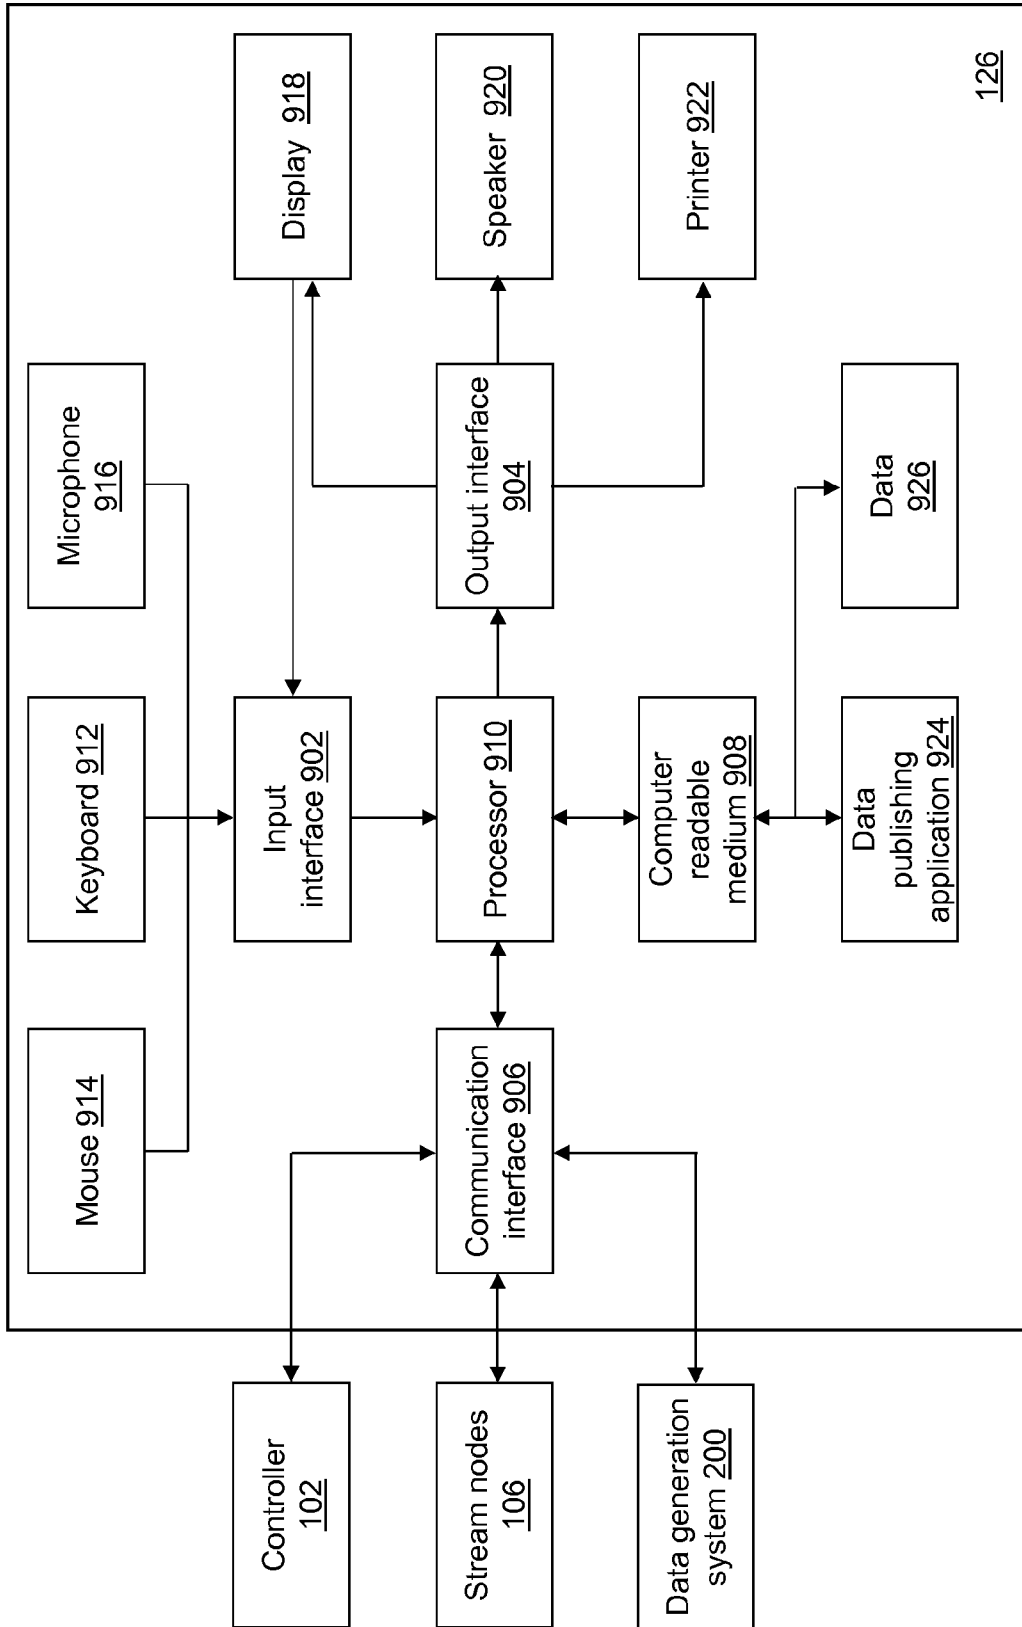 Mouse 914
Keyboard 912
Microphone
916
Controller
102
Input
interface 902
Display 918
Stream nodes
106
Communication
interface 906
Processor 910
Output interface
904
Speaker 920
Data generation
system 200
Computer
readable
medium 908
Printer 922
Data
publishing
application 924
Data
926
126